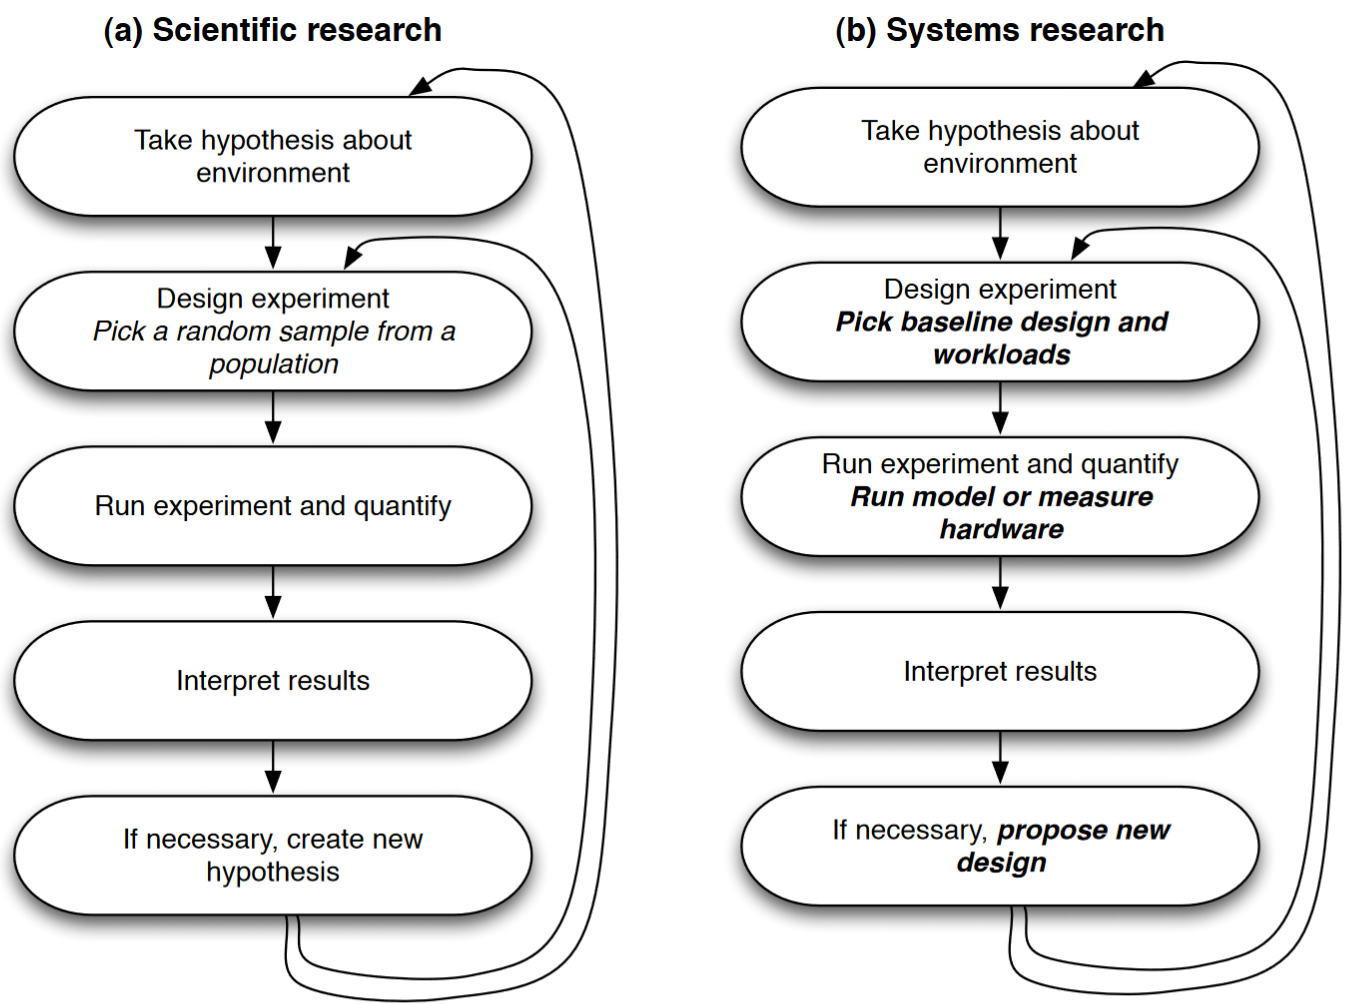 (a) Scientific research
Take hypothesis about
environment
Design experiment
Pick a random sample from a
population
Run experiment and quantify
Interpret results
If necessary, create new
hypothesis
(b) Systems research
Take hypothesis about
environment
Design experiment
Pick baseline design and
workloads
Run experiment and quantify
Run model or measure
hardware
Interpret results
If necessary, propose new
design